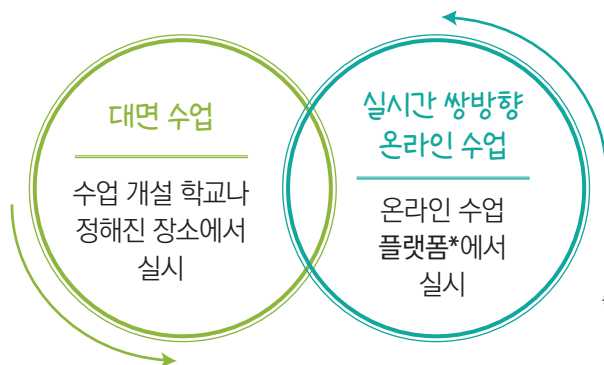 대면 수업
수업 개설 학교나
정해진 장소에서
실시
실시간 쌍방향
온라인 수업
온라인 수업
플랫폼*에서
실시